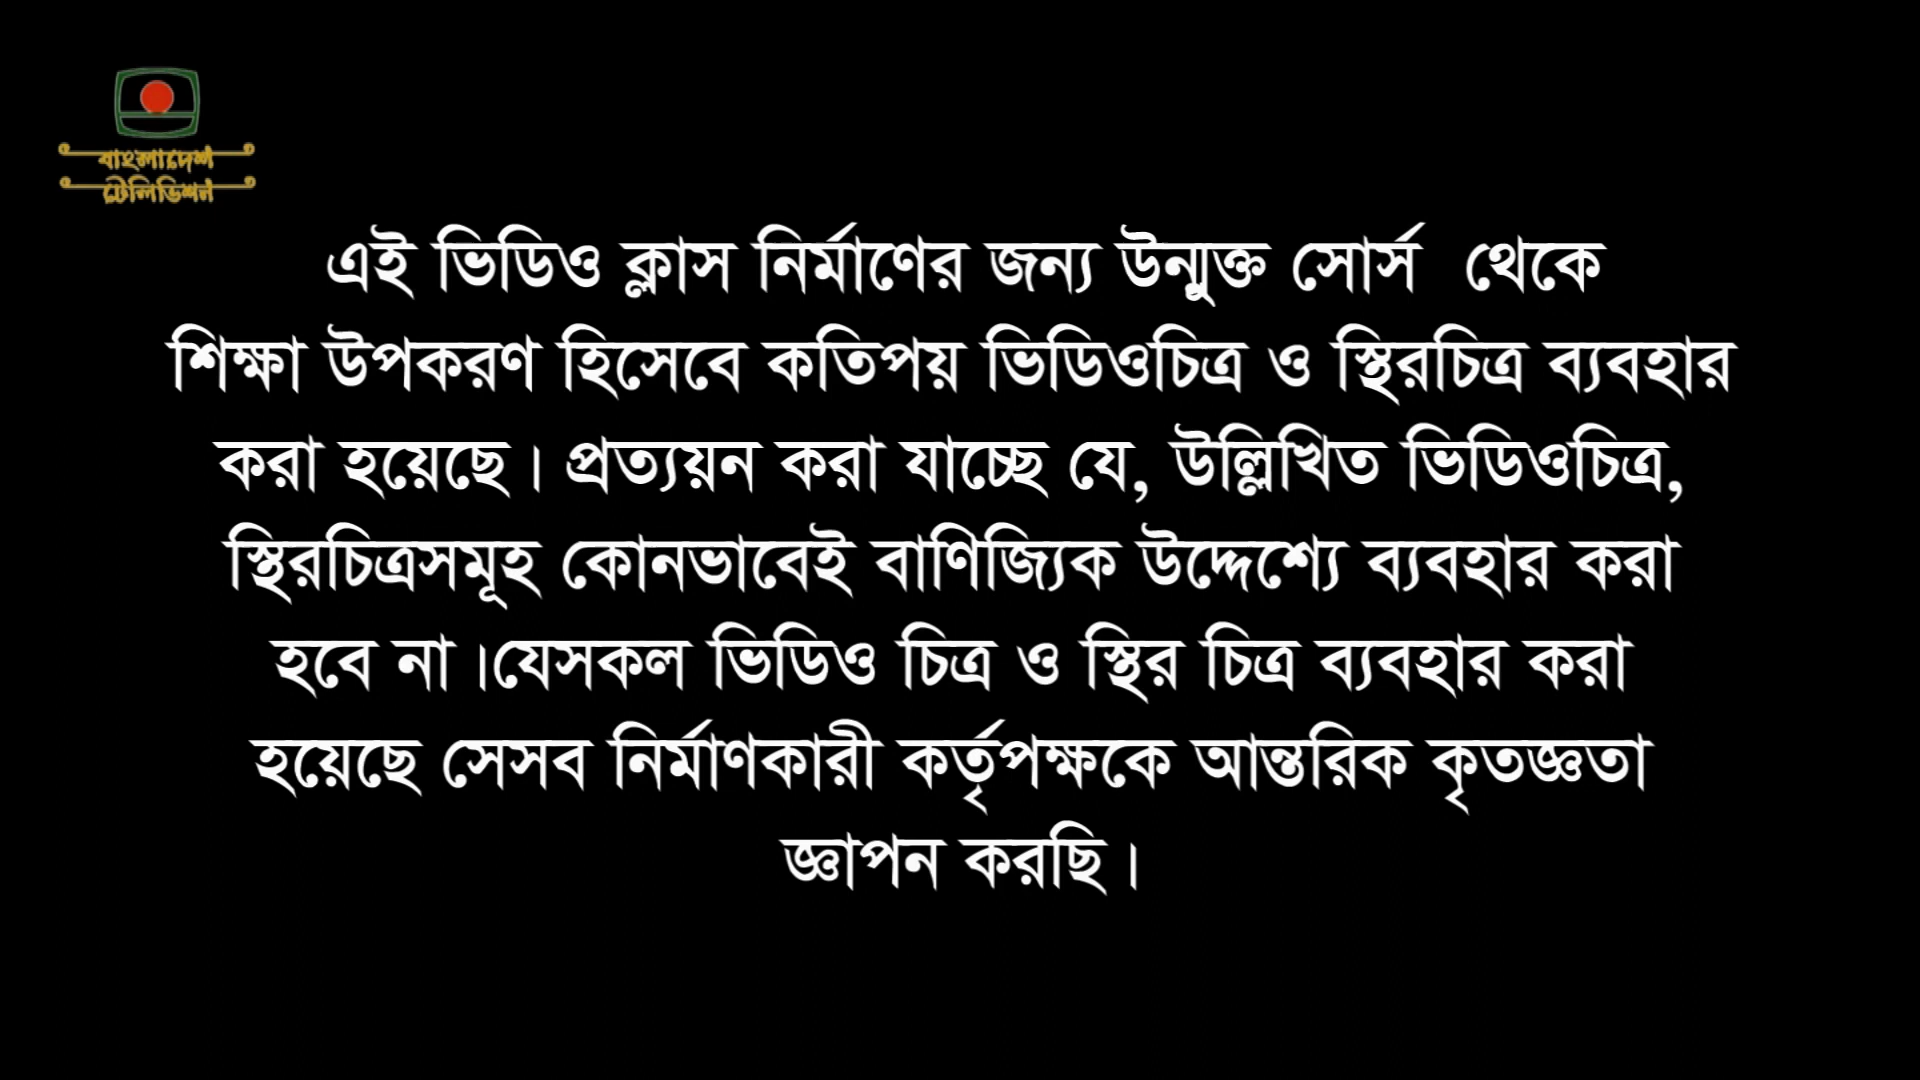 বাংলাদেশ
টেলিভিশন
এই ভিডিও ক্লাস নির্মাণের জন্য উন্মুক্ত সোর্স থেকে
শিক্ষা উপকরণ হিসেবে কতিপয় ভিডিওচিত্র ও স্থিরচিত্র ব্যবহার
করা হয়েছে। প্রত্যয়ন করা যাচ্ছে যে, উল্লিখিত ভিডিওচিত্র,
স্থিরচিত্রসমূহ কোনভাবেই বাণিজ্যিক উদ্দেশ্যে ব্যবহার করা
হবে না।যেসকল ভিডিও চিত্র ও স্থির চিত্র ব্যবহার করা
হয়েছে সেসব নির্মাণকারী কর্তৃপক্ষকে আন্তরিক কৃতজ্ঞতা
জ্ঞাপন করছি।